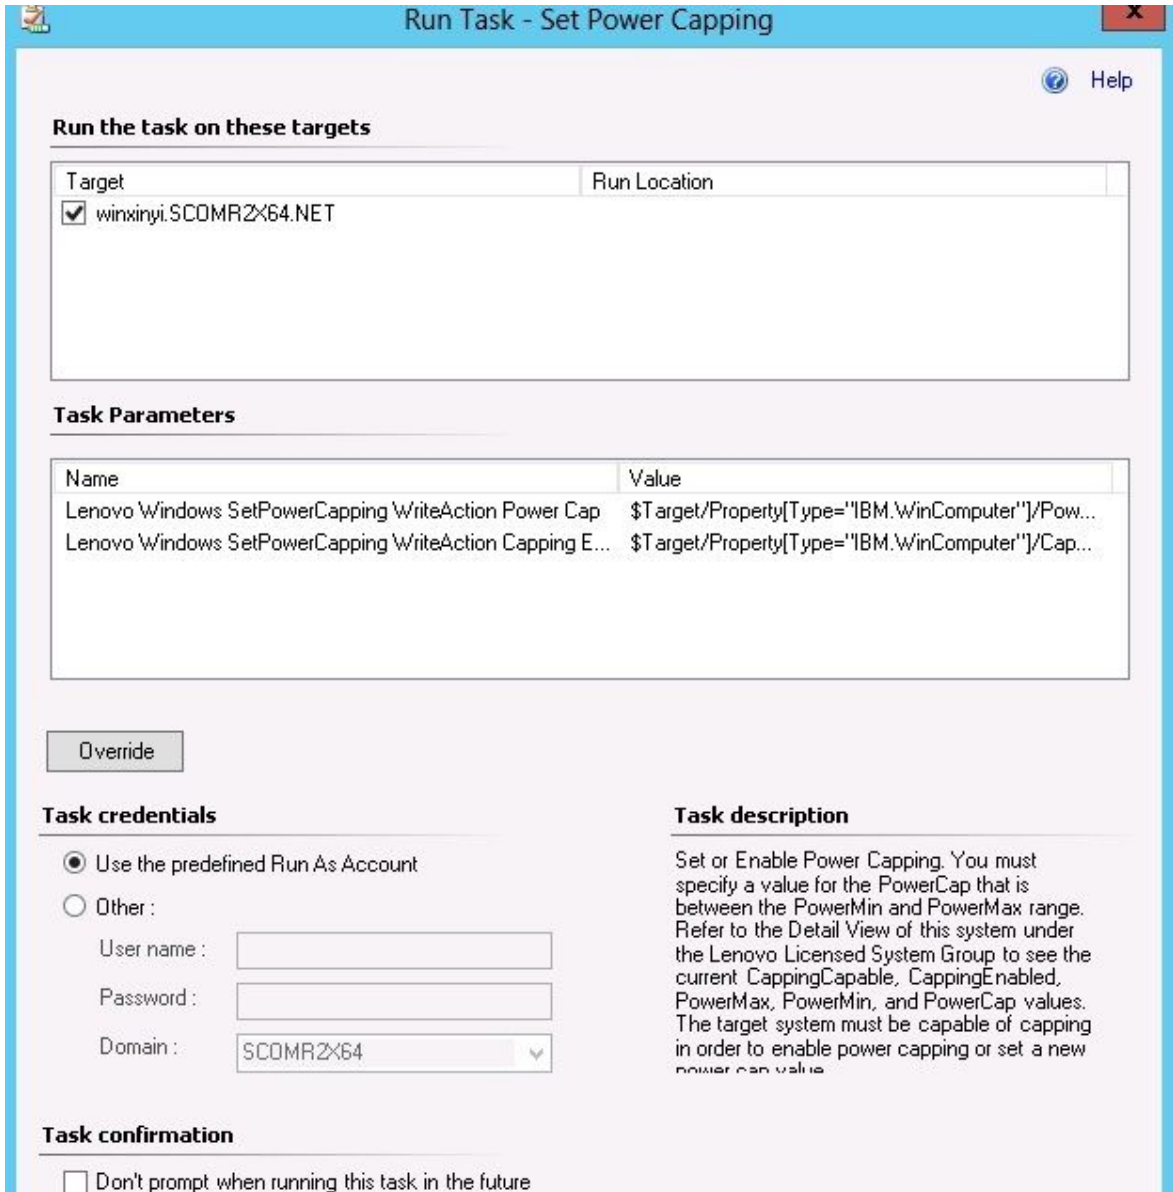 Run Task - Set Power Capping
x
Help
Run the task on these targets
Target Run Location
winxinyi.SCOMR2X64.NET
Task Parameters
Name Value
Lenovo Windows SetPowerCapping WriteAction Power Cap $Target/Property[Type="IBM.WinComputer"]/Pow...
Lenovo Windows SetPowerCapping WriteAction Capping E... $Target/Property[Type="IBM.WinComputer"]/Cap...
Override
Task credentials
Use the predefined Run As Account
Other :
User name :
Password :
Domain : SCOMR2X64
Task description
Set or Enable Power Capping. You must
specify a value for the PowerCap that is
between the PowerMin and PowerMax range.
Refer to the Detail View of this system under
the Lenovo Licensed System Group to see the
current CappingCapable, CappingEnabled,
PowerMax, PowerMin, and PowerCap values.
The target system must be capable of capping
in order to enable power capping or set a new
power cap value
Task confirmation
Don't prompt when running this task in the future